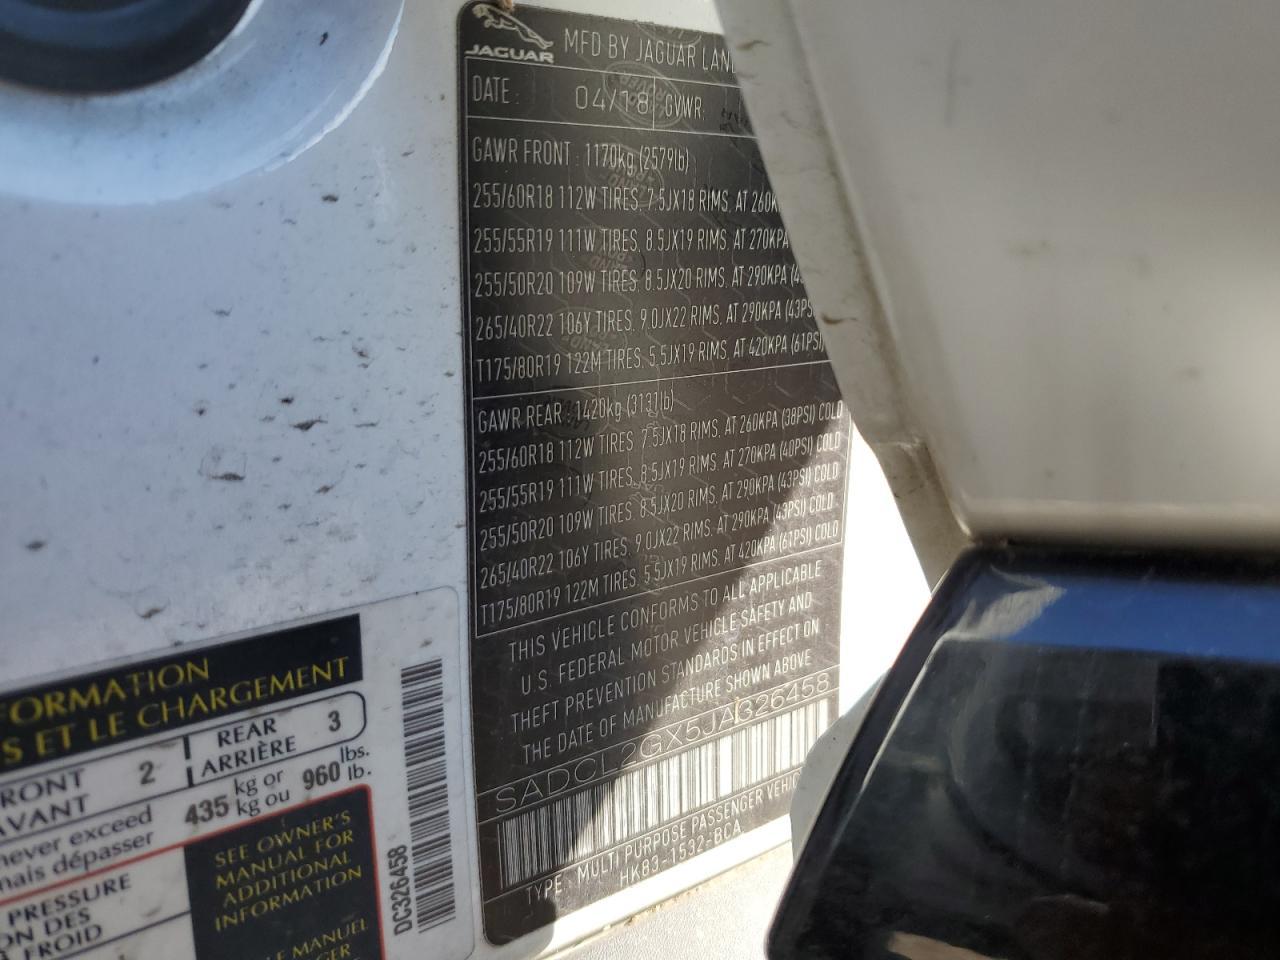 JAGUAR
MFD BY JAGUAR LAN
DATE : 04/18 GVWR:
GAWR FRONT : 1170kg (2579lb)
255/60R18 112W TIRES, 7.5JX18 RIMS, AT 260K
255/55R19 111W TIRES, 8.5JX19 RIMS, AT 270KPA
255/50R20 109W TIRES, 8.5JX20 RIMS, AT 290KPA (4
265/40R22 106Y TIRES, 9.0JX22 RIMS, AT 290KPA (43PS
T175/80R19 122M TIRES, 5.5JX19 RIMS, AT 420KPA (61PSI)
GAWR REAR : 1420kg (3131lb)
255/60R18 112W TIRES, 7.5JX18 RIMS, AT 260KPA (38PSI) COLD
255/55R19 111W TIRES, 8.5JX19 RIMS, AT 270KPA (40PSI) COLD
255/50R20 109W TIRES, 8.5JX20 RIMS, AT 290KPA (43PSI) COLD
265/40R22 106Y TIRES, 9.0JX22 RIMS, AT 290KPA (43PSI) COLD
T175/80R19 122M TIRES, 5.5JX19 RIMS, AT 420KPA (61PSI) COLD
THIS VEHICLE CONFORMS TO ALL APPLICABLE
U.S. FEDERAL MOTOR VEHICLE SAFETY AND
THEFT PREVENTION STANDARDS IN EFFECT ON
THE DATE OF MANUFACTURE SHOWN ABOVE
SADCL2GX5JA326458
TYPE : MULTI PURPOSE PASSENGER VEHIC
HK83-1532-BCA
FORMATION
S ET LE CHARGEMENT
FRONT 2 REAR 3
AVANT ARRIÈRE
never exceed 435 kg or 960 lbs.
mais dépasser kg ou lb.
PRESSURE
ON DES
À FROID
SEE OWNER'S
MANUAL FOR
ADDITIONAL
INFORMATION
LE MANUEL
GER
DC326458